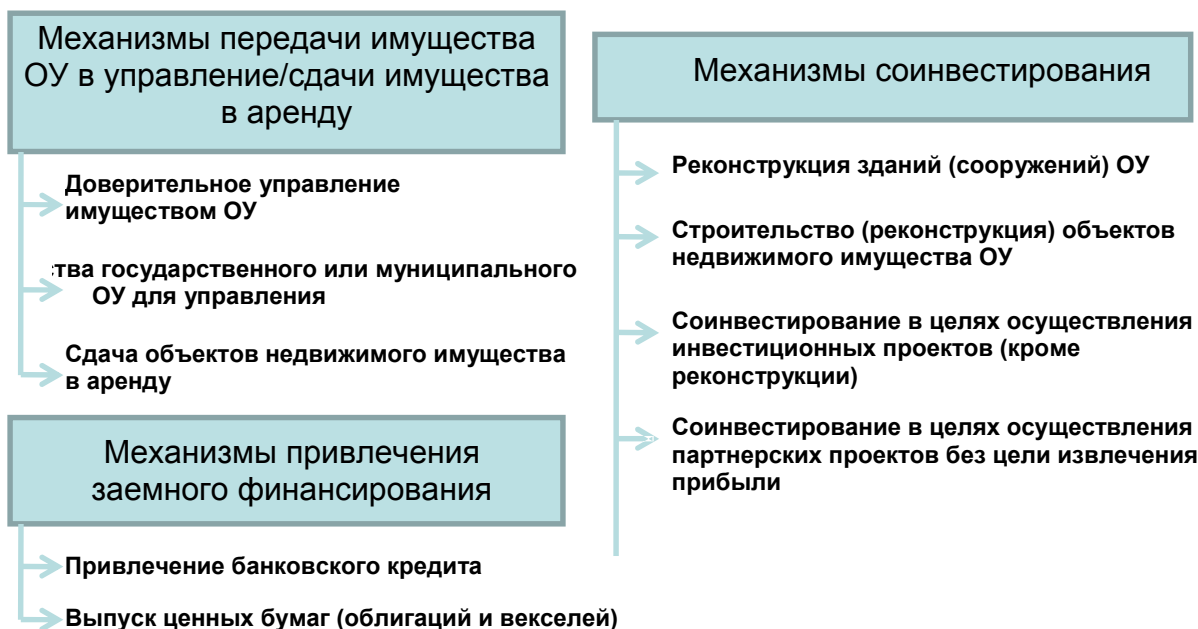 Механизмы передачи имущества
ОУ в управление/сдачи имущества
в аренду
Доверительное управление
имуществом ОУ
государственного или муниципального
ОУ для управления
Сдача объектов недвижимого имущества
в аренду
Механизмы привлечения
заемного финансирования
Привлечение банковского кредита
Выпуск ценных бумаг (облигаций и векселей)
Механизмы соинвестирования
Реконструкция зданий (сооружений) ОУ
Строительство (реконструкция) объектов
недвижимого имущества ОУ
Соинвестирование в целях осуществления
инвестиционных проектов (кроме
реконструкции)
Соинвестирование в целях осуществления
партнерских проектов без цели извлечения
прибыли